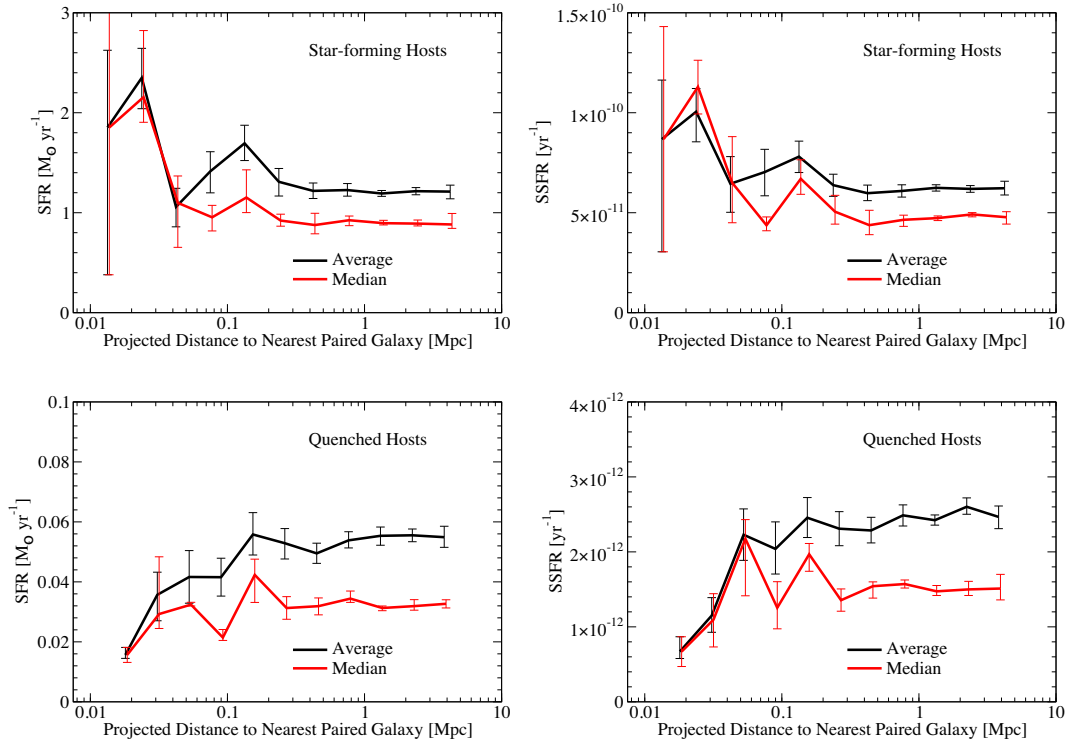 3
2
1
0
SFR [M⊙ yr-1]
Star-forming Hosts
Average
Median
0.01
0.1
1
10
Projected Distance to Nearest Paired Galaxy [Mpc]
1.5×10-10
1×10-10
5×10-11
0
SSFR [yr-1]
Star-forming Hosts
Average
Median
0.01
0.1
1
10
Projected Distance to Nearest Paired Galaxy [Mpc]
0.1
0.08
0.06
0.04
0.02
0
SFR [M⊙ yr-1]
Quenched Hosts
Average
Median
0.01
0.1
1
10
Projected Distance to Nearest Paired Galaxy [Mpc]
4×10-12
3×10-12
2×10-12
1×10-12
0
SSFR [yr-1]
Quenched Hosts
Average
Median
0.01
0.1
1
10
Projected Distance to Nearest Paired Galaxy [Mpc]